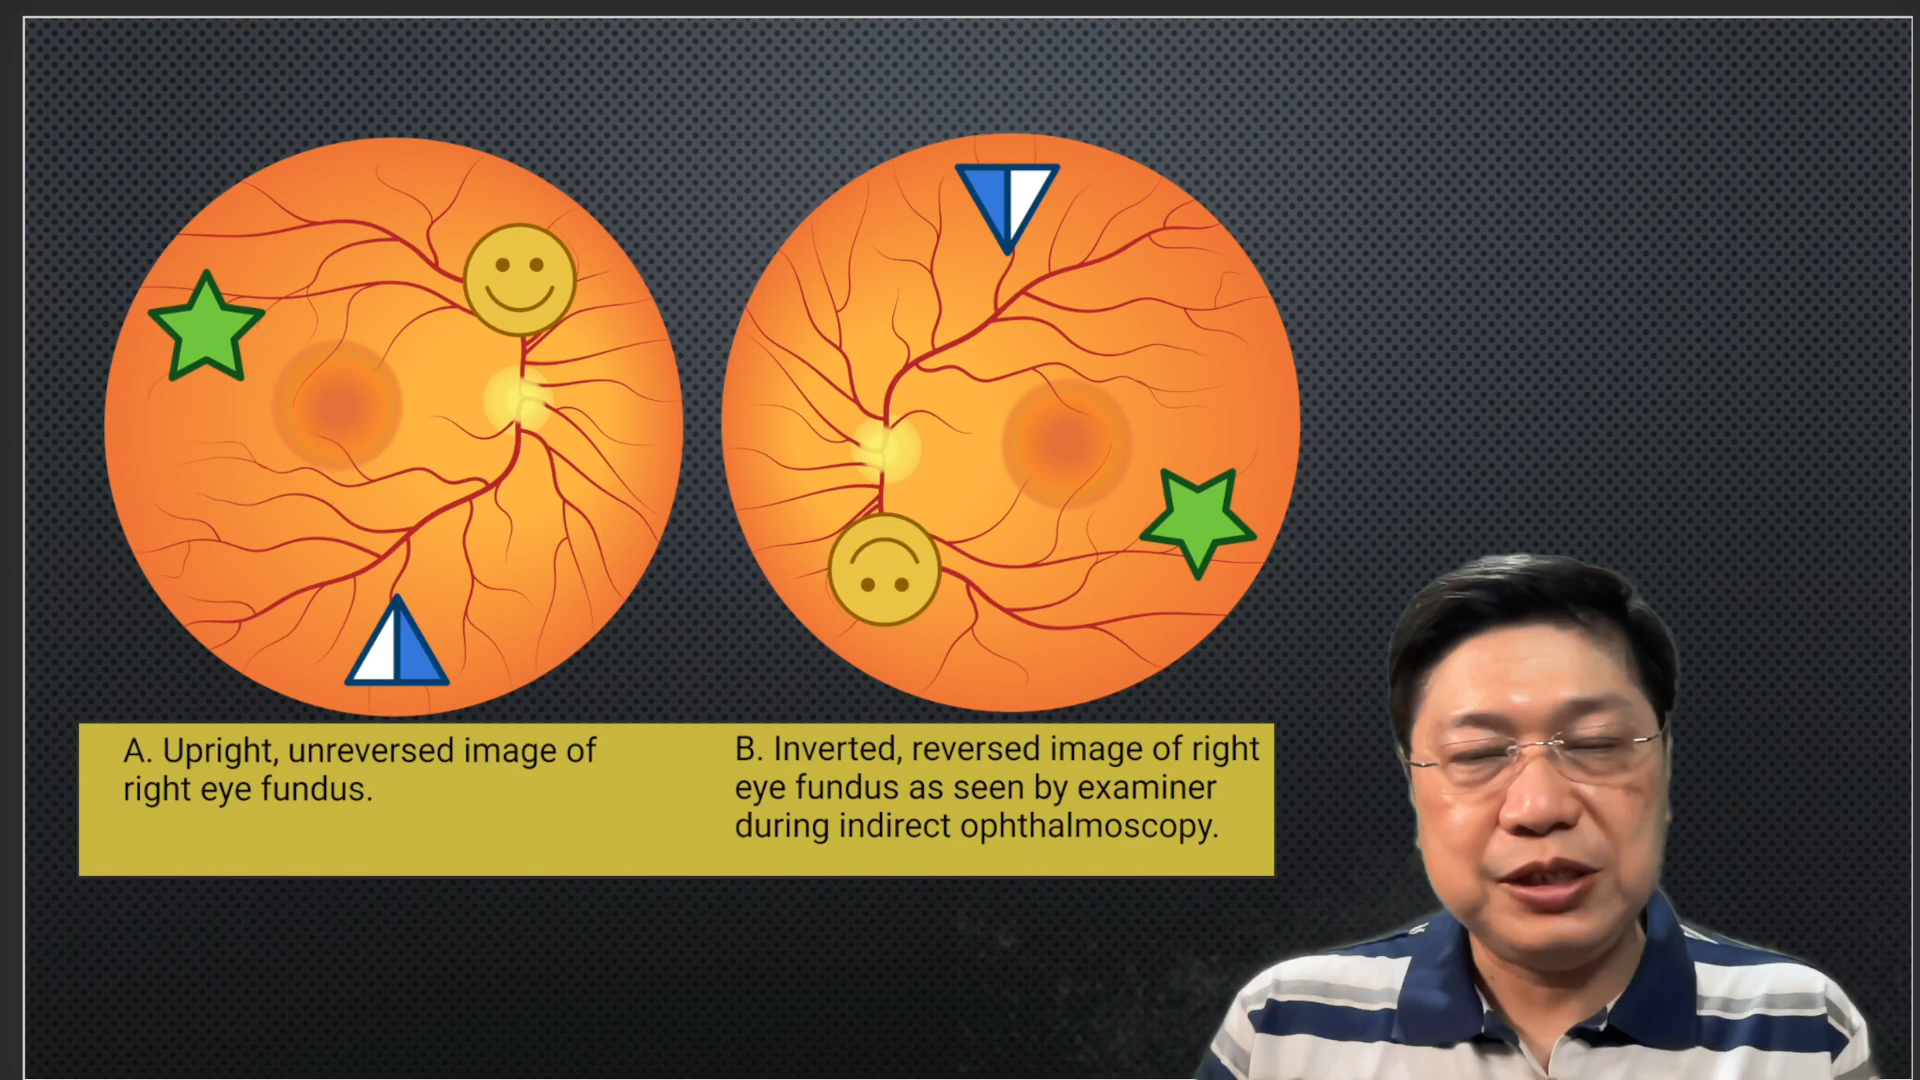 A. Upright, unreversed image of
right eye fundus.
B. Inverted, reversed image of right
eye fundus as seen by examiner
during indirect ophthalmoscopy.